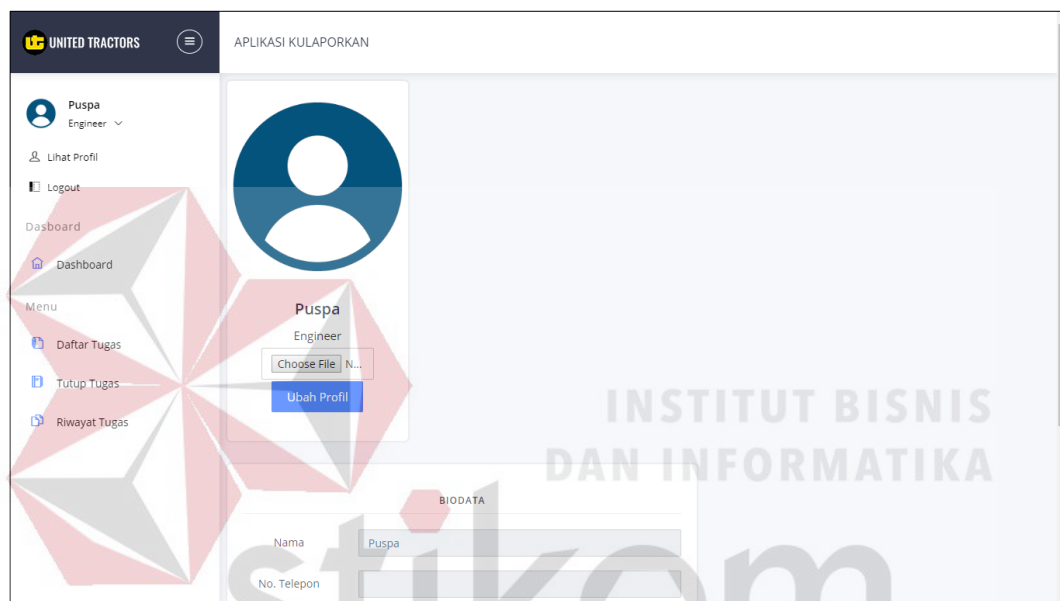 UNITED TRACTORS
APLIKASI KULAPORKAN
Puspa
Engineer
Lihat Profil
Logout
Dasboard
Dashboard
Menu
Daftar Tugas
Tutup Tugas
Riwayat Tugas
Puspa
Engineer
Choose File N...
Ubah Profil
BIODATA
Nama Puspa
No. Telepon
INSTITUT BISNIS
DAN INFORMATIKA
stikom